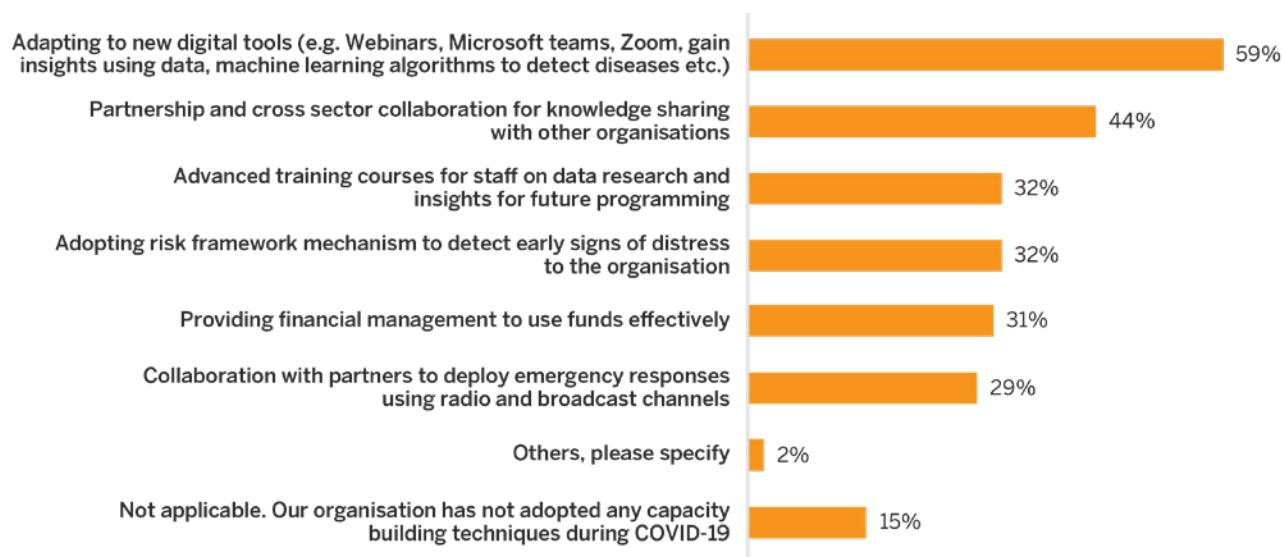 Adapting to new digital tools (e.g. Webinars, Microsoft teams, Zoom, gain
insights using data, machine learning algorithms to detect diseases etc.)
59%
Partnership and cross sector collaboration for knowledge sharing
with other organisations
44%
Advanced training courses for staff on data research and
insights for future programming
32%
Adopting risk framework mechanism to detect early signs of distress
to the organisation
32%
Providing financial management to use funds effectively
31%
Collaboration with partners to deploy emergency responses
using radio and broadcast channels
29%
Others, please specify
2%
Not applicable. Our organisation has not adopted any capacity
building techniques during COVID-19
15%